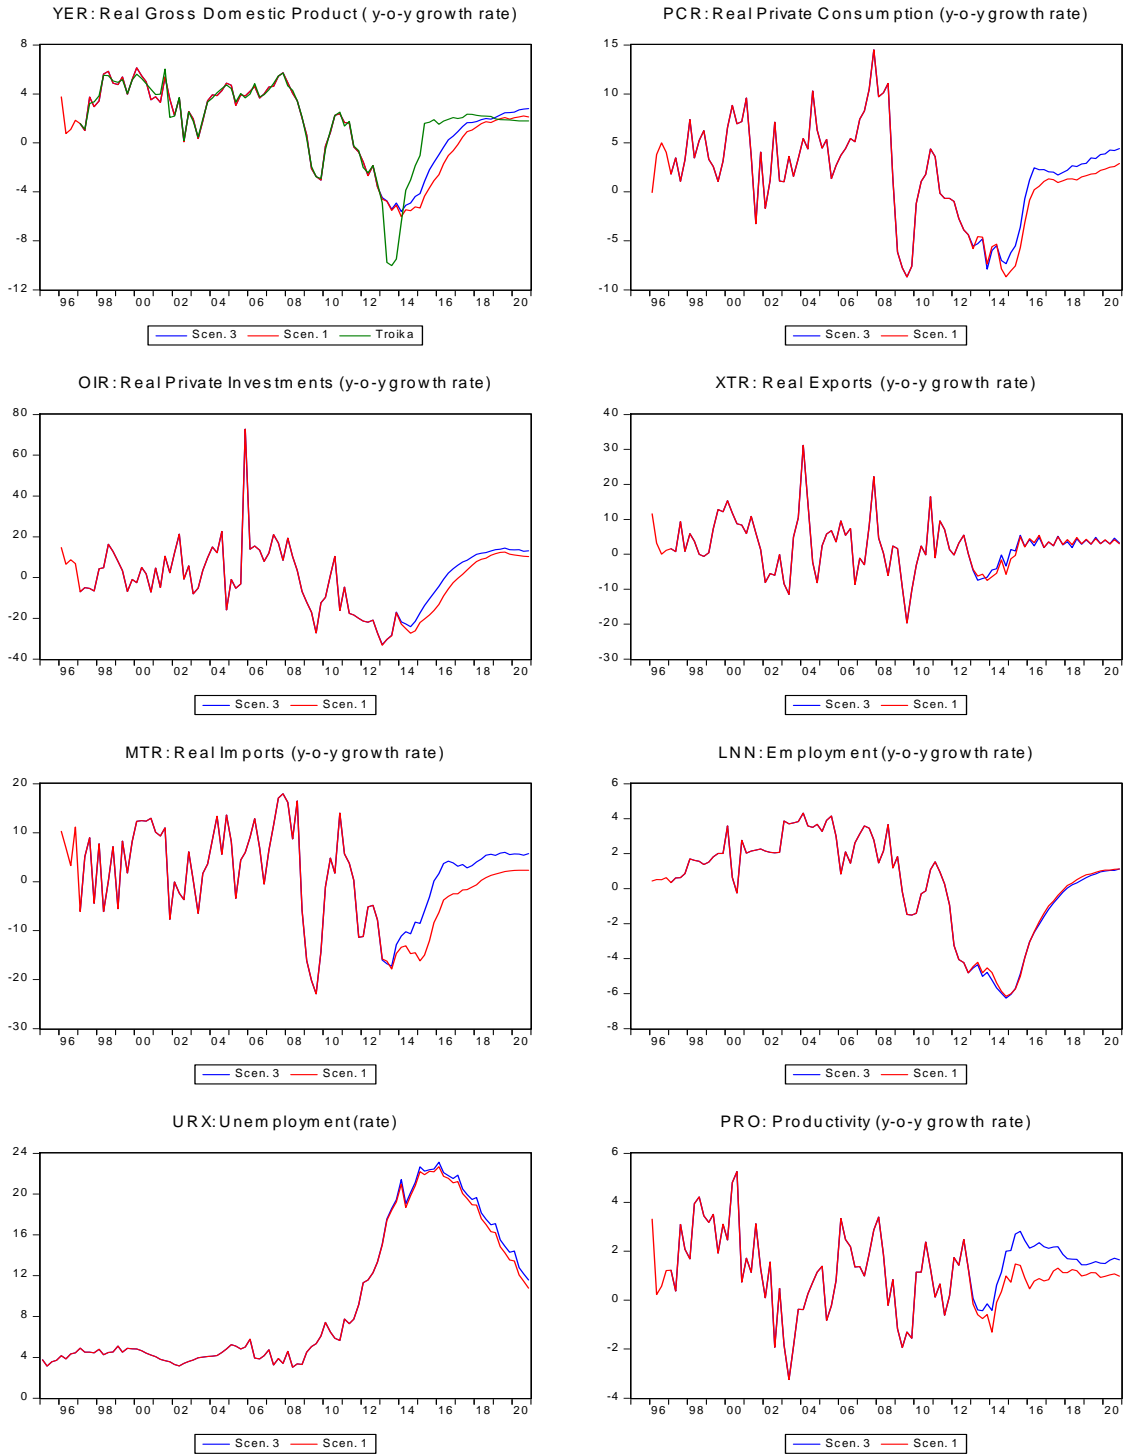 YER: Real Gross Domestic Product ( y-o-y growth rate)
8
4
0
-4
-8
-12
96 98 00 02 04 06 08 10 12 14 16 18 20
Scen. 3 Scen. 1 Troika
PCR: Real Private Consumption (y-o-y growth rate)
15
10
5
0
-5
-10
96 98 00 02 04 06 08 10 12 14 16 18 20
Scen. 3 Scen. 1
OIR: Real Private Investments (y-o-y growth rate)
80
60
40
20
0
-20
-40
96 98 00 02 04 06 08 10 12 14 16 18 20
Scen. 3 Scen. 1
XTR: Real Exports (y-o-y growth rate)
40
30
20
10
0
-10
-20
-30
96 98 00 02 04 06 08 10 12 14 16 18 20
Scen. 3 Scen. 1
MTR: Real Imports (y-o-y growth rate)
20
10
0
-10
-20
-30
96 98 00 02 04 06 08 10 12 14 16 18 20
Scen. 3 Scen. 1
LNN: Employment (y-o-y growth rate)
6
4
2
0
-2
-4
-6
-8
96 98 00 02 04 06 08 10 12 14 16 18 20
Scen. 3 Scen. 1
URX: Unemployment (rate)
24
20
16
12
8
4
0
96 98 00 02 04 06 08 10 12 14 16 18 20
Scen. 3 Scen. 1
PRO: Productivity (y-o-y growth rate)
6
4
2
0
-2
-4
96 98 00 02 04 06 08 10 12 14 16 18 20
Scen. 3 Scen. 1